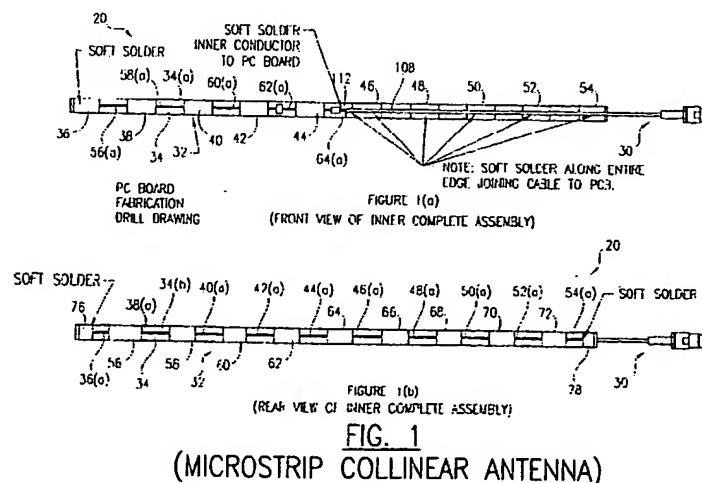 20
SOFT SOLDER
SOFT SOLDER
INNER CONDUCTOR
TO PC BOARD
58(a) 34(a) 60(a) 62(a) 112 46 108 48 50 52 54
36 56(a) 38 34 32 40 42 44 64(a) 30
NOTE: SOFT SOLDER ALONG ENTIRE
EDGE JOINING CABLE TO PCB.
PC BOARD
FABRICATION
DRILL DRAWING
FIGURE 1(a)
(FRONT VIEW OF INNER COMPLETE ASSEMBLY)
20
SOFT SOLDER
76 38(a) 34(b) 40(a) 42(a) 44(a) 64 46(a) 66 48(a) 68 50(a) 70 52(a) 72 54(a) SOFT SOLDER
36(a) 56 34 58 32 60 62 78 30
FIGURE 1(b)
(REAR VIEW OF INNER COMPLETE ASSEMBLY)
FIG. 1
(MICROSTRIP COLLINEAR ANTENNA)